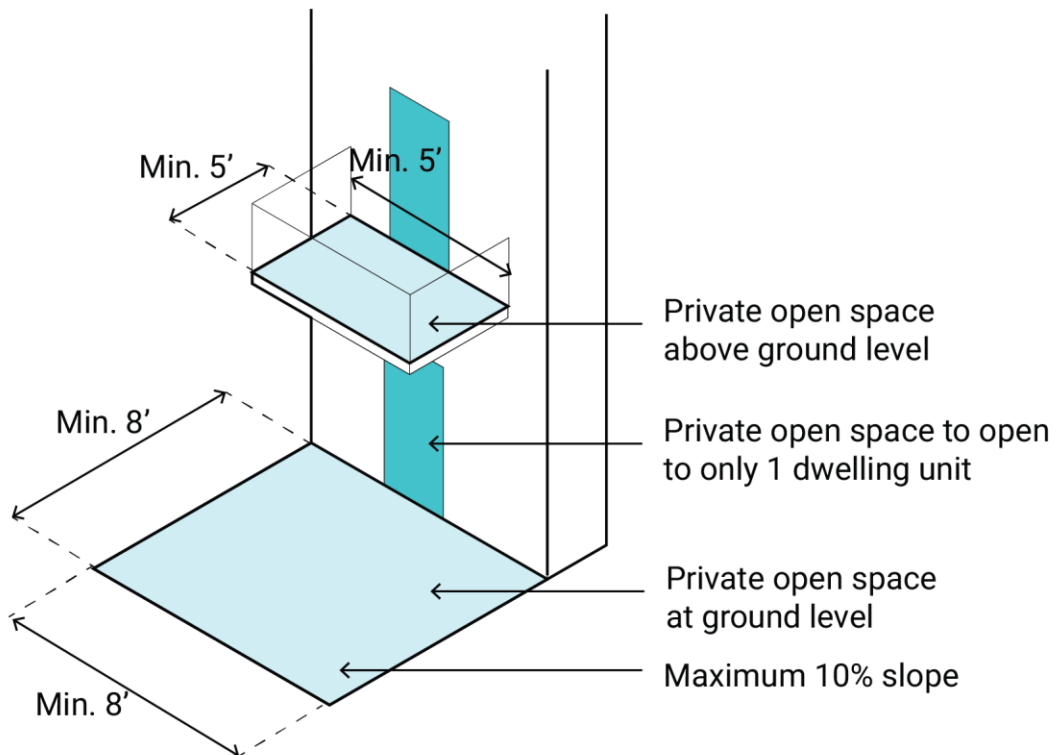 Min. 5’
Min. 5’
Private open space
above ground level
Min. 8’
Private open space to open
to only 1 dwelling unit
Private open space
at ground level
Maximum 10% slope
Min. 8’